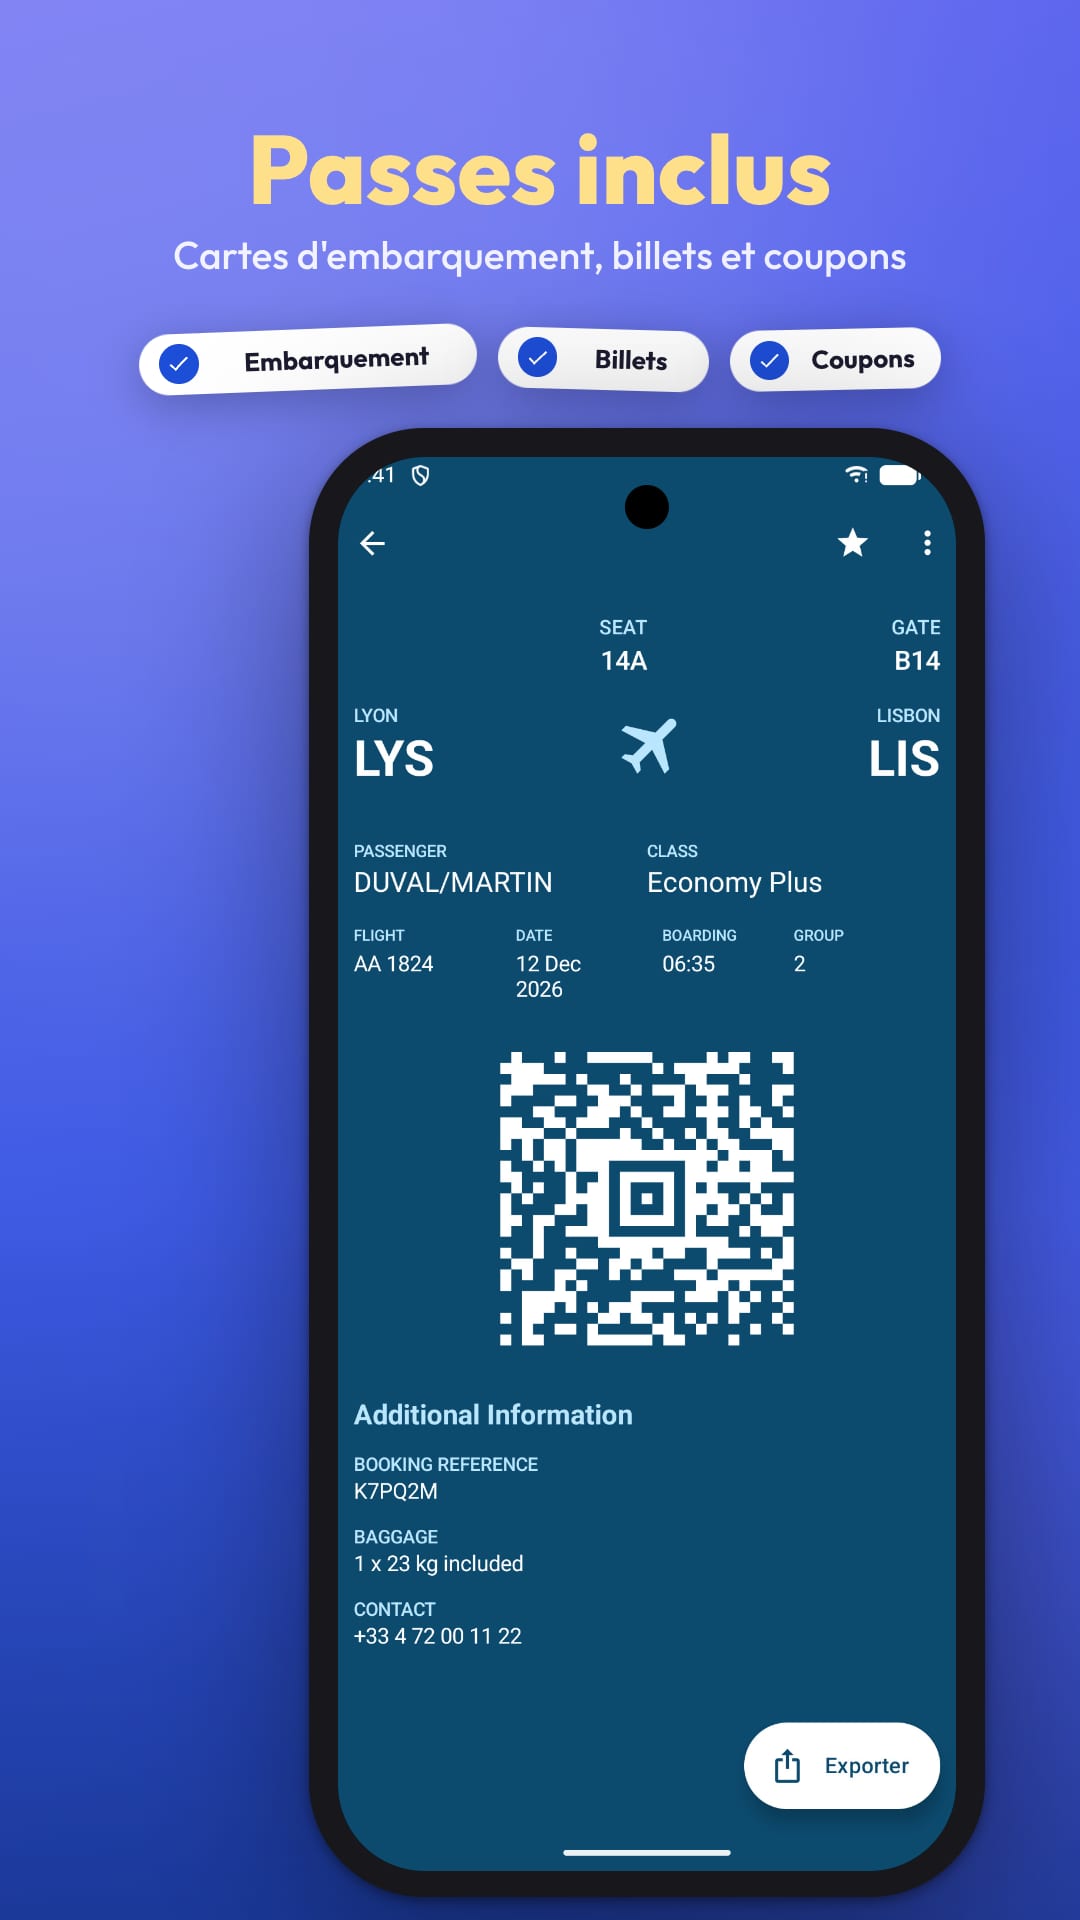 Passes inclus
Cartes d'embarquement, billets et coupons
Embarquement
Billets
Coupons
:41
SEAT
GATE
14A
B14
LYON
LISBON
LYS
LIS
PASSENGER
CLASS
DUVAL/MARTIN
Economy Plus
FLIGHT
DATE
BOARDING
GROUP
AA 1824
12 Dec
2026
06:35
2
Additional Information
BOOKING REFERENCE
K7PQ2M
BAGGAGE
1 x 23 kg included
CONTACT
+33 4 72 00 11 22
Exporter